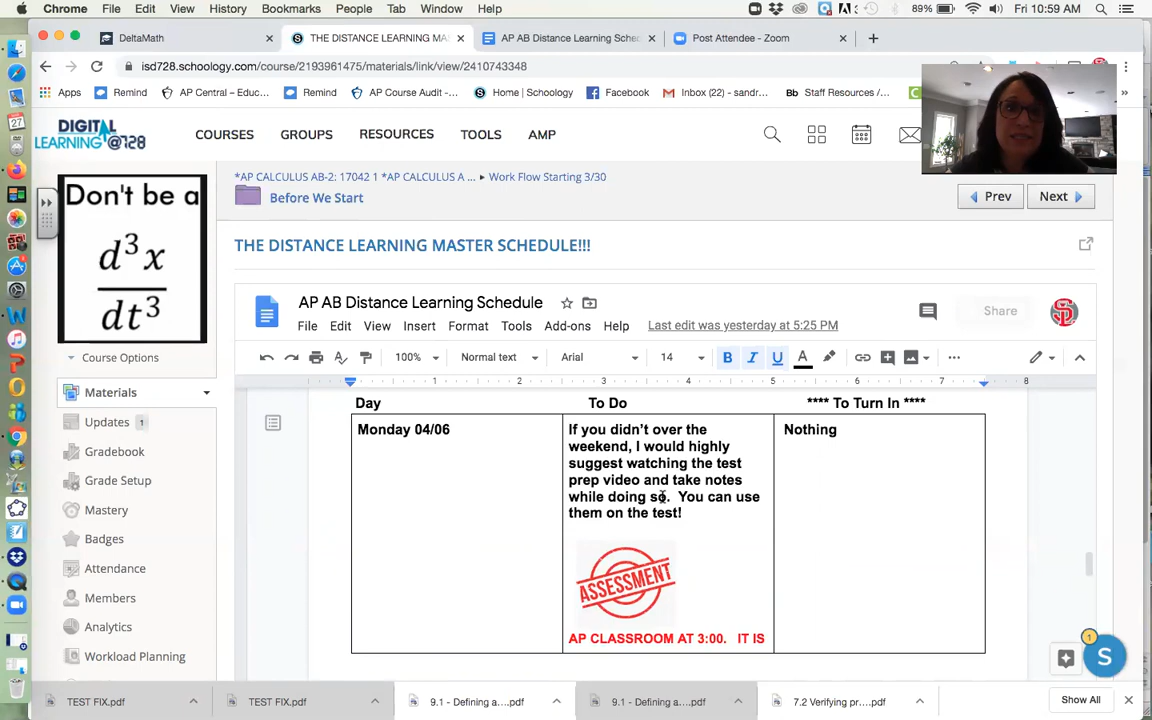 Chrome File Edit View History Bookmarks People Tab Window Help 89% Fri 10:59 AM
DeltaMath THE DISTANCE LEARNING MA AP AB Distance Learning Sche Post Attendee - Zoom
isd728.schoology.com/course/2193961475/materials/link/view/2410743348
Apps Remind AP Central – Educ... Remind AP Course Audit -... Home | Schoology Facebook Inbox (22) - sandr... Bb Staff Resources /... »
DIGITAL
LEARNING@728
COURSES GROUPS RESOURCES TOOLS AMP
Don't be a
d³x
dt³
*AP CALCULUS AB-2: 17042 1 *AP CALCULUS A ... Work Flow Starting 3/30
Before We Start
Prev Next
THE DISTANCE LEARNING MASTER SCHEDULE!!!
AP AB Distance Learning Schedule
Share
File Edit View Insert Format Tools Add-ons Help Last edit was yesterday at 5:25 PM
100% Normal text Arial 14 B I U A
1 2 3 4 5 6 7 8
Course Options
Materials
Updates 1
Gradebook
Grade Setup
Mastery
Badges
Attendance
Members
Analytics
Workload Planning
Day To Do **** To Turn In ****
Monday 04/06
If you didn't over the
weekend, I would highly
suggest watching the test
prep video and take notes
while doing so. You can use
them on the test!
Nothing
ASSESSMENT
AP CLASSROOM AT 3:00. IT IS
1
S
TEST FIX.pdf TEST FIX.pdf 9.1 - Defining a....pdf 9.1 - Defining a....pdf 7.2 Verifying pr....pdf Show All